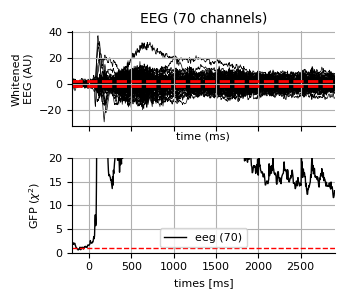 EEG (70 channels)
40
20
0
−20
Whitened
EEG (AU)
time (ms)
20
15
10
5
0
GFP (χ²)
eeg (70)
0 500 1000 1500 2000 2500
times [ms]